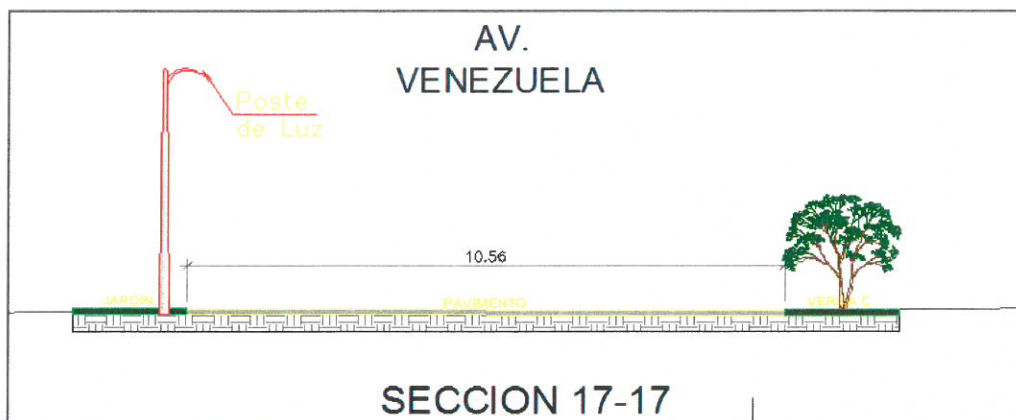 AV.
VENEZUELA
Poste
de Luz
10.56
JARDIN
PAVIMENTO
C
SECCION 17-17